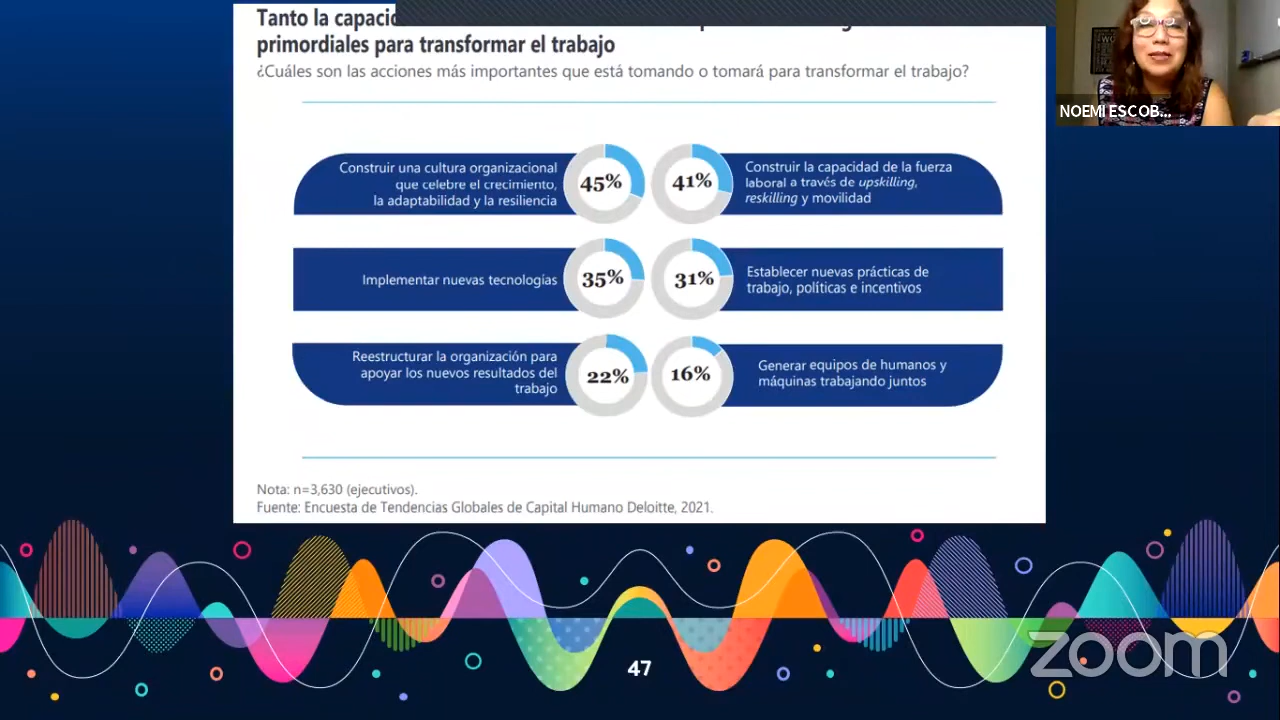 Tanto la capaci
primordiales para transformar el trabajo
¿Cuáles son las acciones más importantes que está tomando o tomará para transformar el trabajo?
Construir una cultura organizacional
que celebre el crecimiento,
la adaptabilidad y la resiliencia
45%
41%
Construir la capacidad de la fuerza
laboral a través de upskilling,
reskilling y movilidad
Implementar nuevas tecnologías
35%
31%
Establecer nuevas prácticas de
trabajo, políticas e incentivos
Reestructurar la organización para
apoyar los nuevos resultados del
trabajo
22%
16%
Generar equipos de humanos y
máquinas trabajando juntos
Nota: n=3,630 (ejecutivos).
Fuente: Encuesta de Tendencias Globales de Capital Humano Deloitte, 2021.
NOEMI ESCOB...
47
zoom